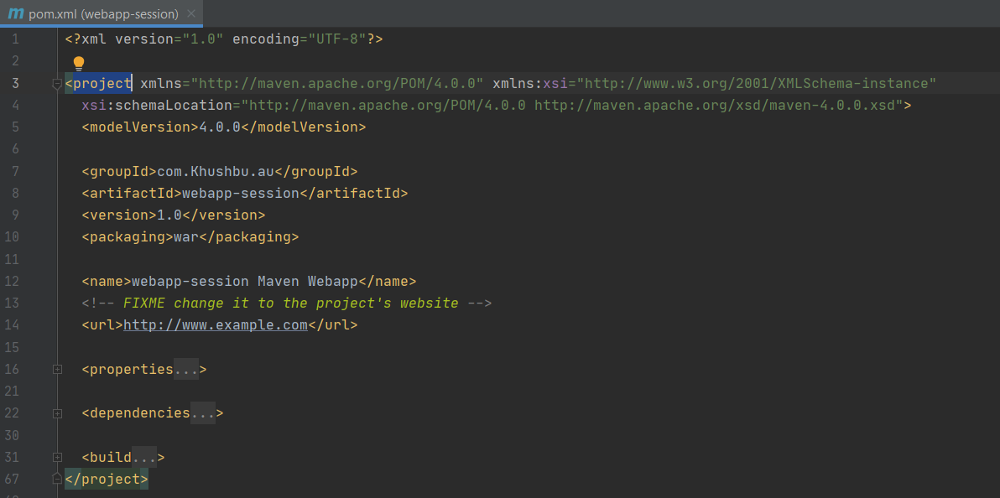 m pom.xml (webapp-session) ×
1 <?xml version="1.0" encoding="UTF-8"?>
2
3 <project xmlns="http://maven.apache.org/POM/4.0.0" xmlns:xsi="http://www.w3.org/2001/XMLSchema-instance"
4 xsi:schemaLocation="http://maven.apache.org/POM/4.0.0 http://maven.apache.org/xsd/maven-4.0.0.xsd">
5 <modelVersion>4.0.0</modelVersion>
6
7 <groupId>com.Khushbu.au</groupId>
8 <artifactId>webapp-session</artifactId>
9 <version>1.0</version>
10 <packaging>war</packaging>
11
12 <name>webapp-session Maven Webapp</name>
13 <!-- FIXME change it to the project's website -->
14 <url>http://www.example.com</url>
15
16 <properties...>
21
22 <dependencies...>
30
31 <build...>
67 </project>